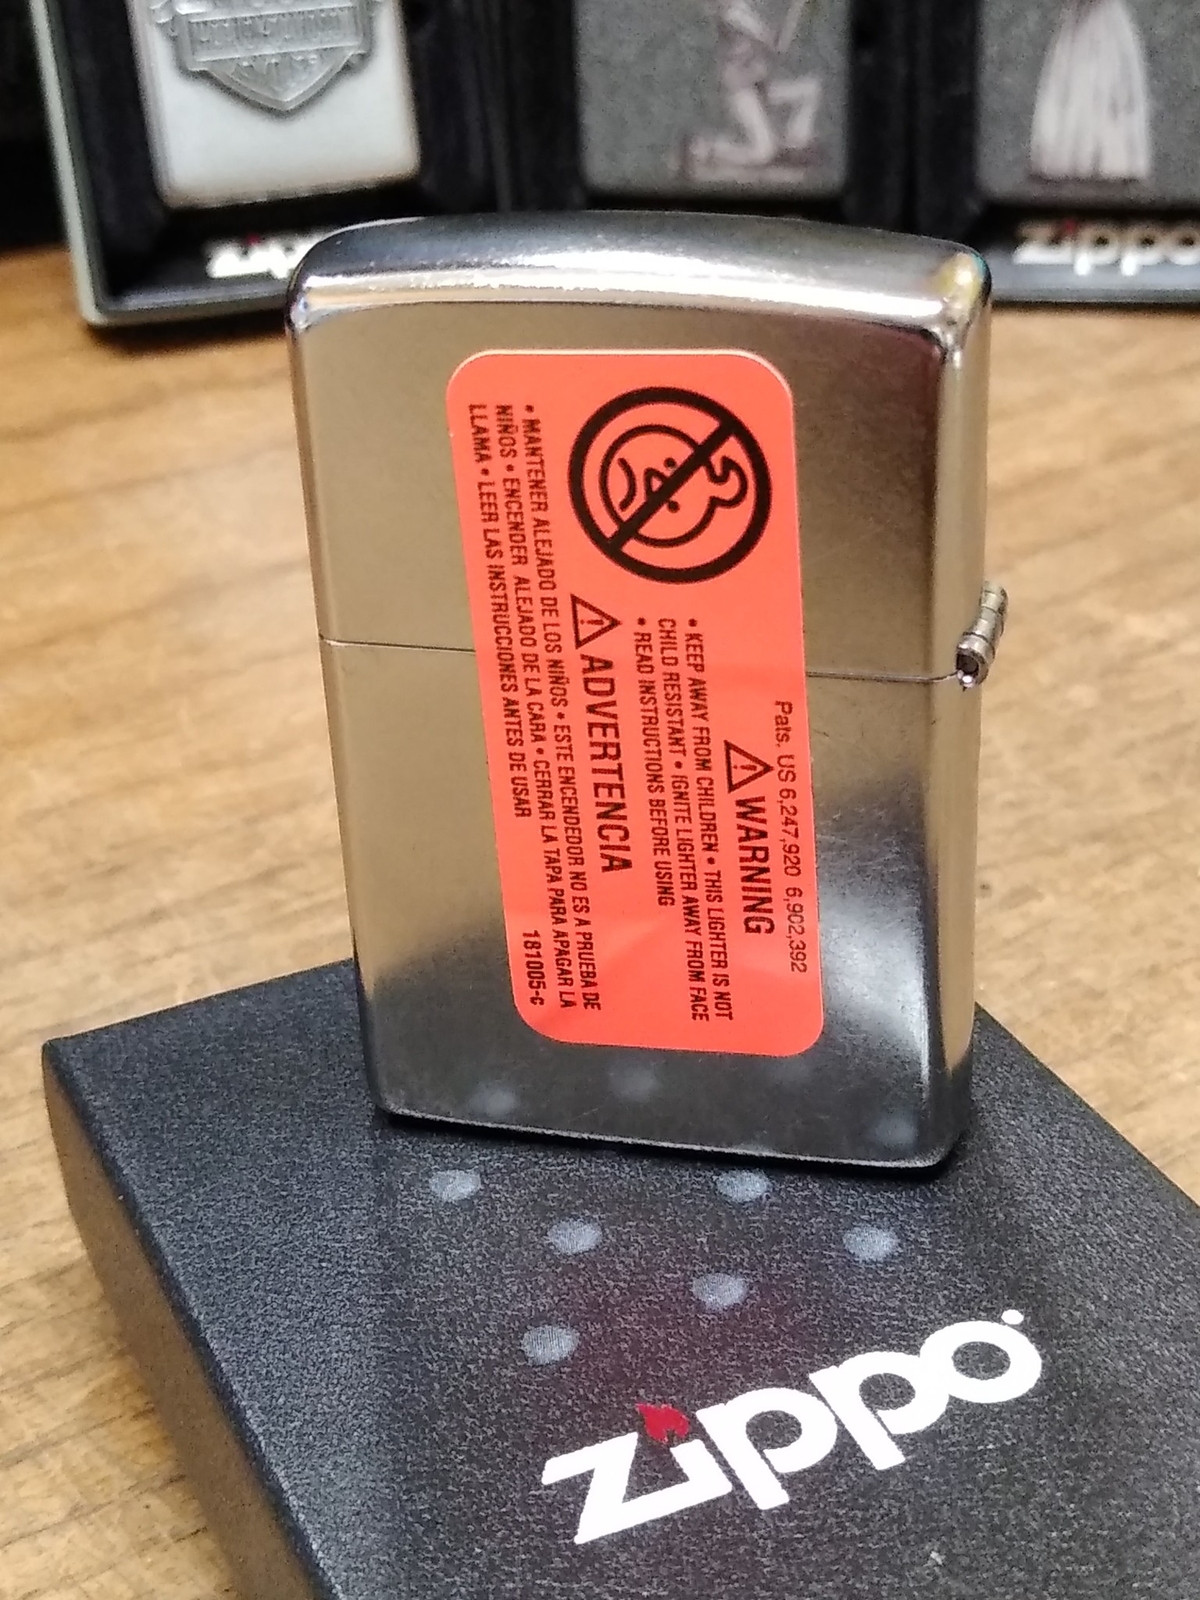 zippo
Pats. US 6,247,920 6,902,392
⚠WARNING
• KEEP AWAY FROM CHILDREN • THIS LIGHTER IS NOT
CHILD RESISTANT • IGNITE LIGHTER AWAY FROM FACE
• READ INSTRUCTIONS BEFORE USING
⚠ADVERTENCIA
• MANTENER ALEJADO DE LOS NIÑOS • ESTE ENCENDEDOR NO ES A PRUEBA DE
NIÑOS • ENCENDER ALEJADO DE LA CARA • CERRAR LA TAPA PARA APAGAR LA
LLAMA • LEER LAS INSTRUCCIONES ANTES DE USAR 181005-c
zippo